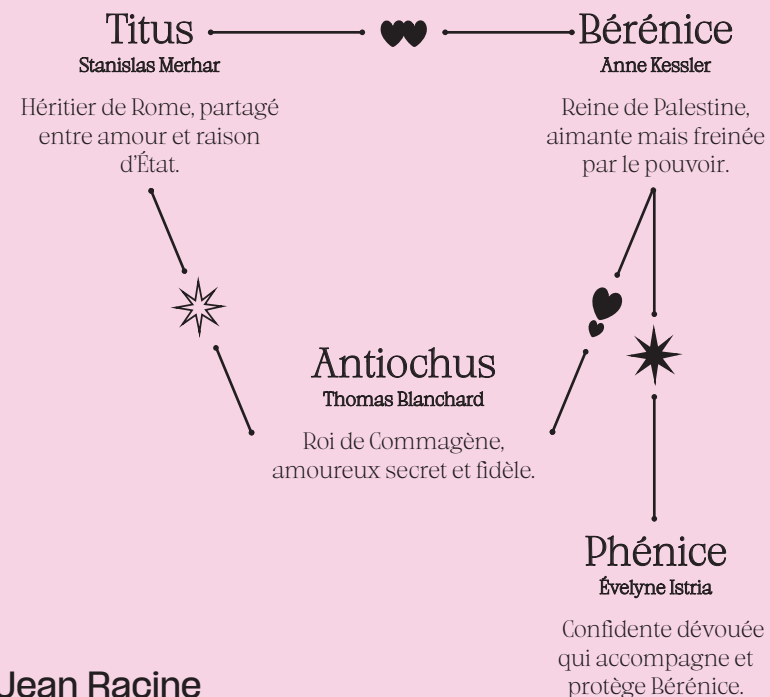 Titus
Stanislas Merhar
Héritier de Rome, partagé
entre amour et raison
d'État.
Bérénice
Anne Kessler
Reine de Palestine,
aimante mais freinée
par le pouvoir.
Antiochus
Thomas Blanchard
Roi de Commagène,
amoureux secret et fidèle.
Phénice
Évelyne Istria
Confidente dévouée
qui accompagne et
protège Bérénice.
Jean Racine